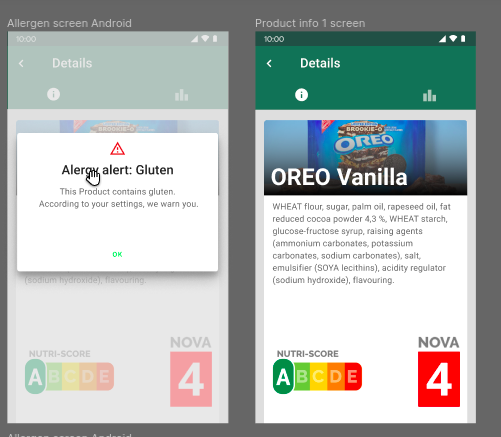 Allergen screen Android
10:00
Details
Alergy alert: Gluten
This Product contains gluten.
According to your settings, we warn you.
OK
(sodium hydroxide), flavouring.
NUTRI-SCORE
A B C D E
NOVA
4
Product info 1 screen
10:00
Details
BROOKIE-O
OREO
OREO Vanilla
WHEAT flour, sugar, palm oil, rapeseed oil, fat
reduced cocoa powder 4,3 %, WHEAT starch,
glucose-fructose syrup, raising agents
(ammonium carbonates, potassium
carbonates, sodium carbonates), salt,
emulsifier (SOYA lecithins), acidity regulator
(sodium hydroxide), flavouring.
NUTRI-SCORE
A B C D E
NOVA
4
Allergen screen Android